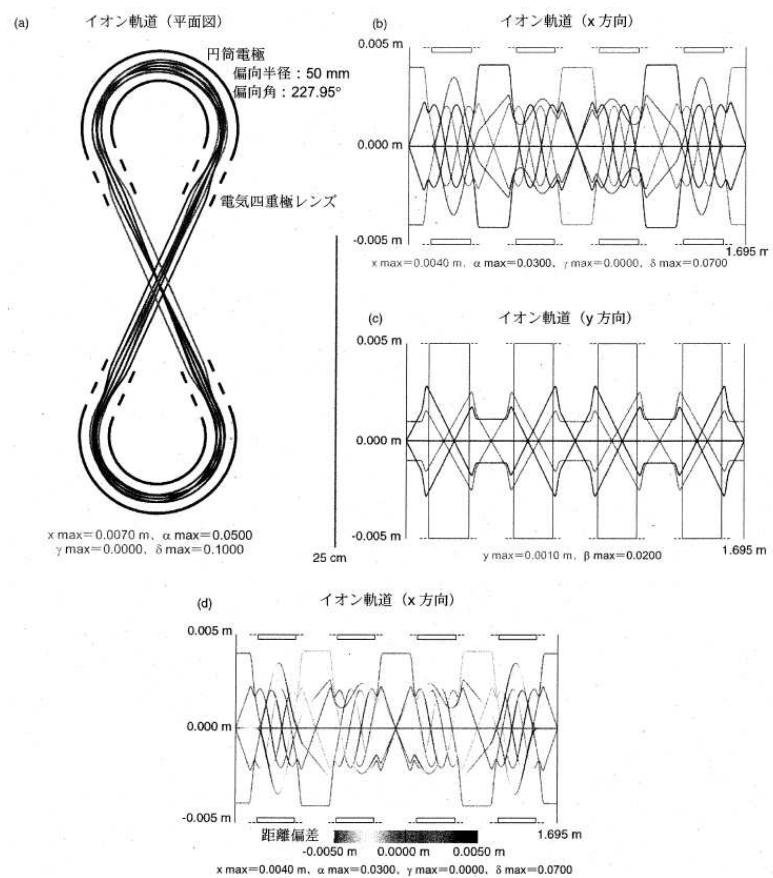 (a)
イオン軌道（平面図）
円筒電極
偏向半径：50 mm
偏向角：227.95°
電気四重極レンズ
x max＝0.0070 m、α max＝0.0500
γ max＝0.0000、δ max＝0.1000
25 cm
(b)
イオン軌道（x 方向）
0.005 m
0.000 m
-0.005 m
1.695 m
x max＝0.0040 m、α max＝0.0300、γ max＝0.0000、δ max＝0.0700
(c)
イオン軌道（y 方向）
0.005 m
0.000 m
-0.005 m
1.695 m
y max＝0.0010 m、β max＝0.0200
(d)
イオン軌道（x 方向）
0.005 m
0.000 m
-0.005 m
距離偏差
1.695 m
-0.0050 m 0.0000 m 0.0050 m
x max＝0.0040 m、α max＝0.0300、γ max＝0.0000、δ max＝0.0700